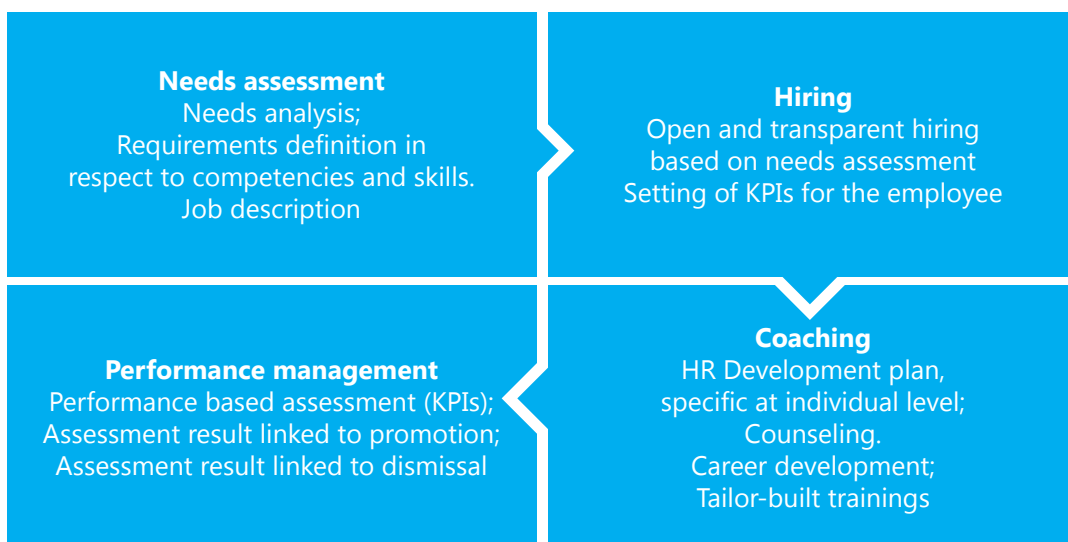 Needs assessment
Needs analysis;
Requirements definition in
respect to competencies and skills.
Job description
Hiring
Open and transparent hiring
based on needs assessment
Setting of KPIs for the employee
Coaching
HR Development plan,
specific at individual level;
Counseling.
Career development;
Tailor-built trainings
Performance management
Performance based assessment (KPIs);
Assessment result linked to promotion;
Assessment result linked to dismissal